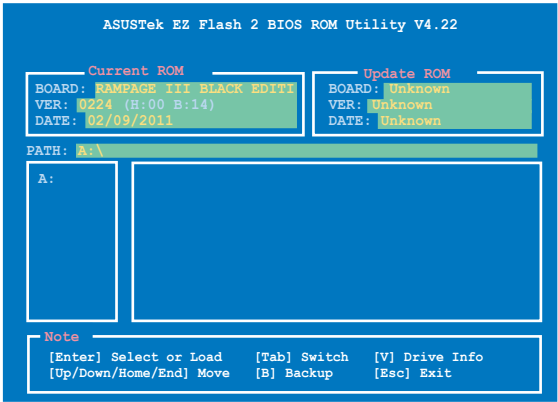 ASUSTek EZ Flash 2 BIOS ROM Utility V4.22
Current ROM
BOARD: RAMPAGE III BLACK EDITI
VER: 0224 (H:00 B:14)
DATE: 02/09/2011
Update ROM
BOARD: Unknown
VER: Unknown
DATE: Unknown
PATH: A:\
A:
Note
[Enter] Select or Load [Tab] Switch [V] Drive Info
[Up/Down/Home/End] Move [B] Backup [Esc] Exit